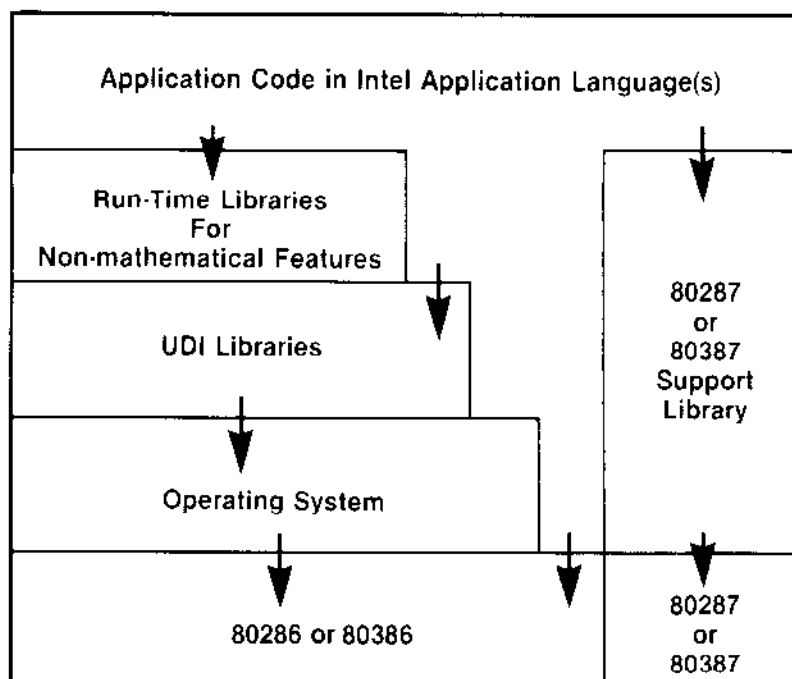 Application Code in Intel Application Language(s)
Run-Time Libraries
For
Non-mathematical Features
UDI Libraries
Operating System
80286 or 80386
80287
or
80387
Support
Library
80287
or
80387